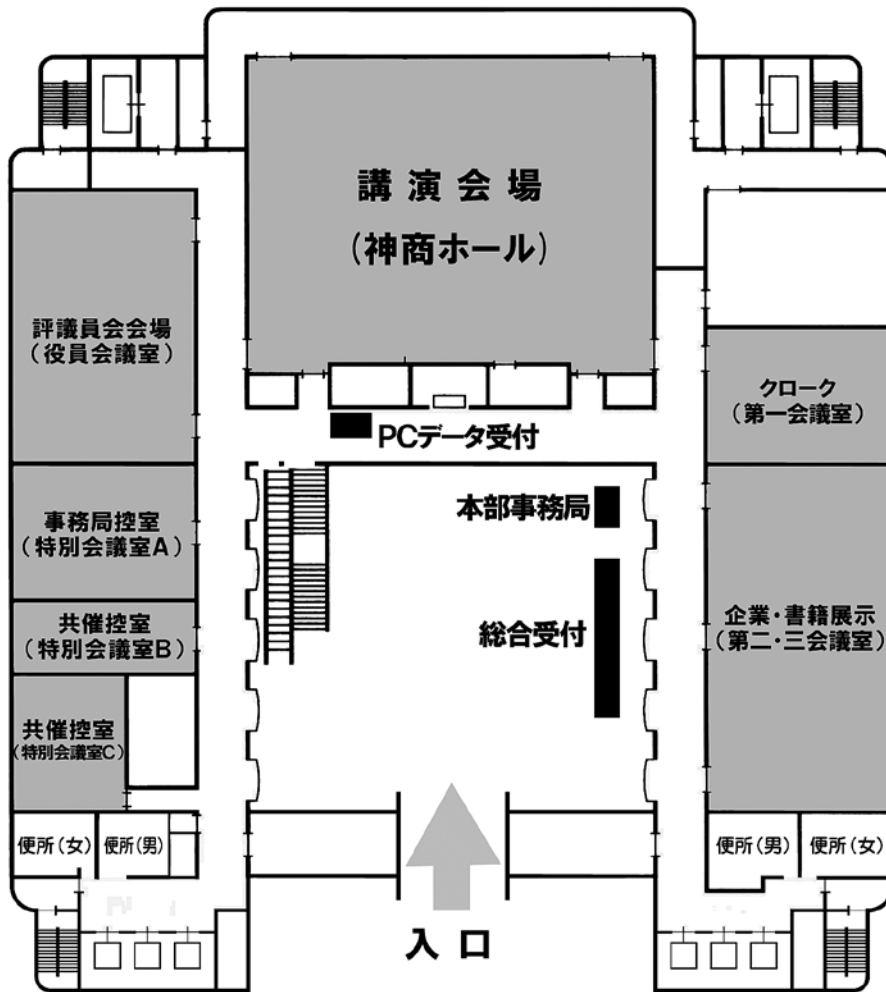 講演会場
(神商ホール)
評議員会会場
(役員会議室)
クローク
(第一会議室)
PCデータ受付
本部事務局
事務局控室
(特別会議室A)
共催控室
(特別会議室B)
総合受付
企業・書籍展示
(第二・三会議室)
共催控室
(特別会議室C)
便所(女)
便所(男)
便所(男)
便所(女)
入口